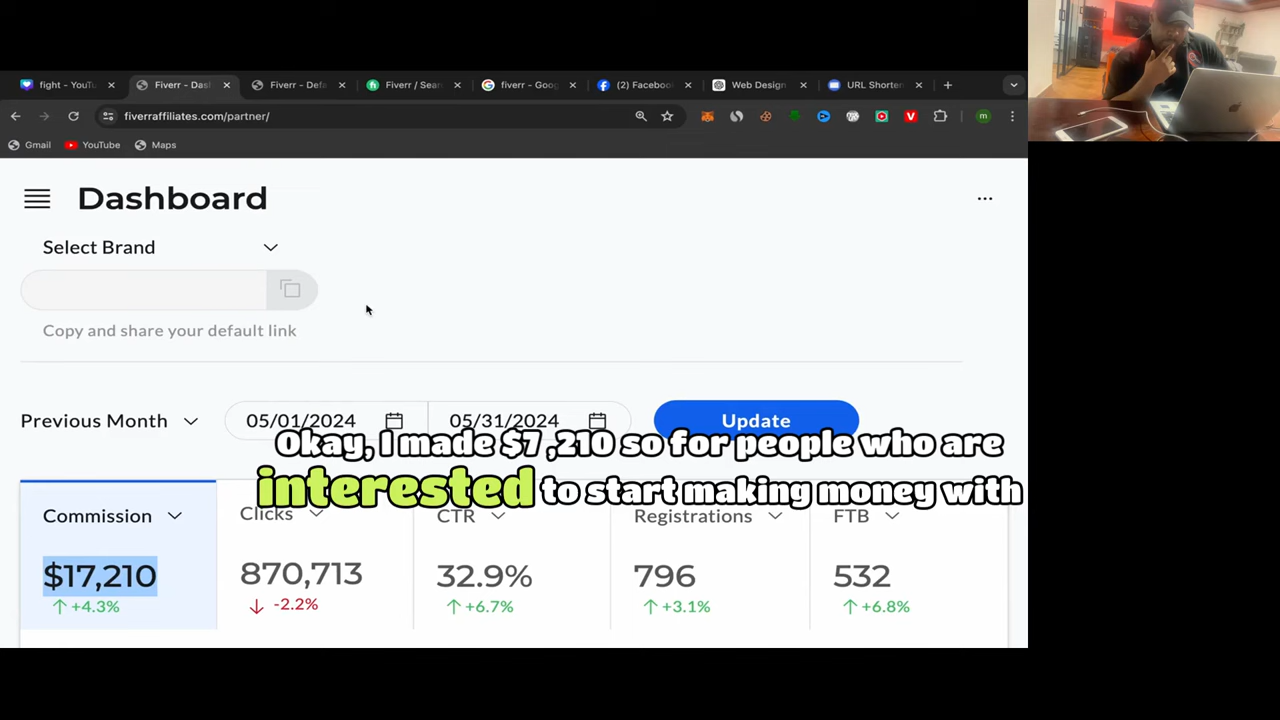 fight - YouTu
Fiverr - Dash
Fiverr - Defa
Fiverr / Sear
fiverr - Goog
(2) Facebook
Web Design
URL Shorten
fiverraffiliates.com/partner/
m
Gmail
YouTube
Maps
Dashboard
Select Brand
Copy and share your default link
Previous Month
05/01/2024
05/31/2024
Update
Okay, I made $7 ,210 so for people who are
interested to start making money with
Commission
Clicks
CTR
Registrations
FTB
$17,210
870,713
32.9%
796
532
+4.3%
-2.2%
+6.7%
+3.1%
+6.8%